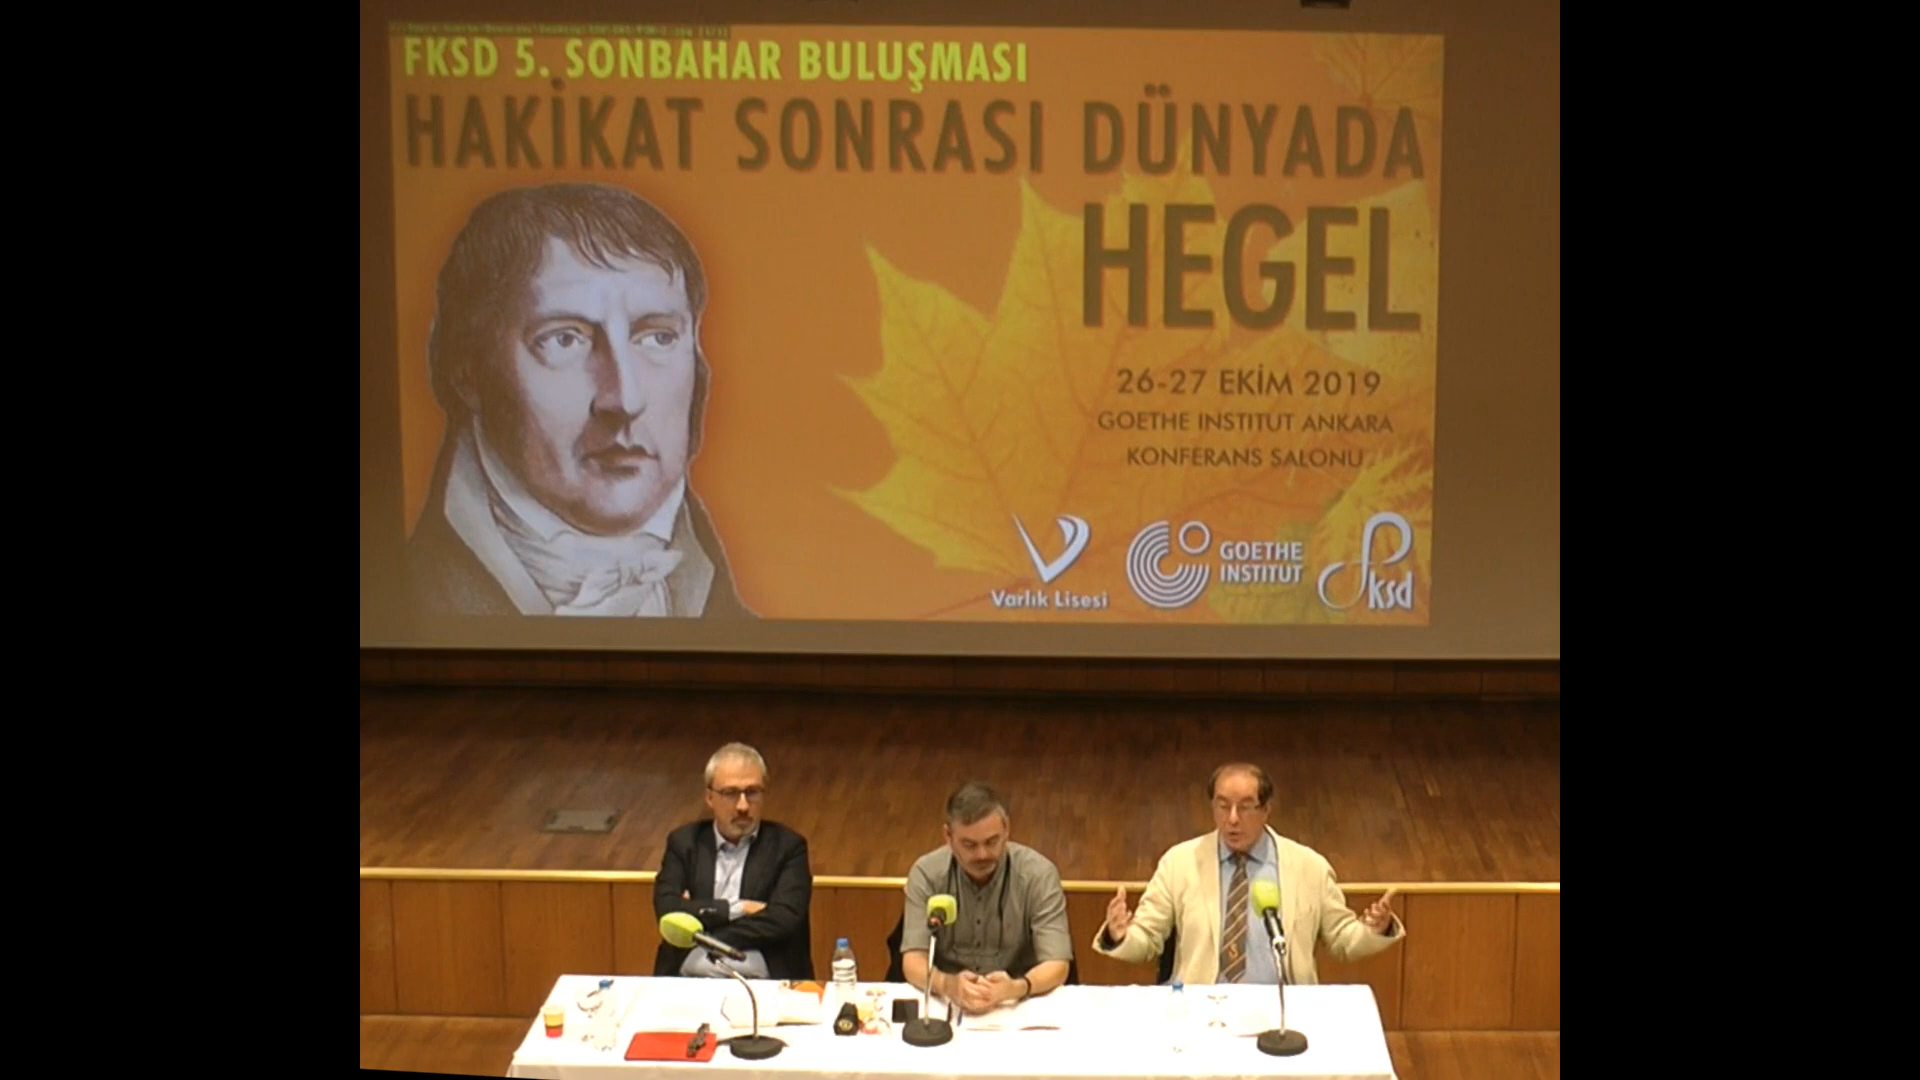 FKSD 5. SONBAHAR BULUŞMASI
HAKİKAT SONRASI DÜNYADA
HEGEL
26-27 EKİM 2019
GOETHE INSTITUT ANKARA
KONFERANS SALONU
Varlık Lisesi
GOETHE
INSTITUT
fksd